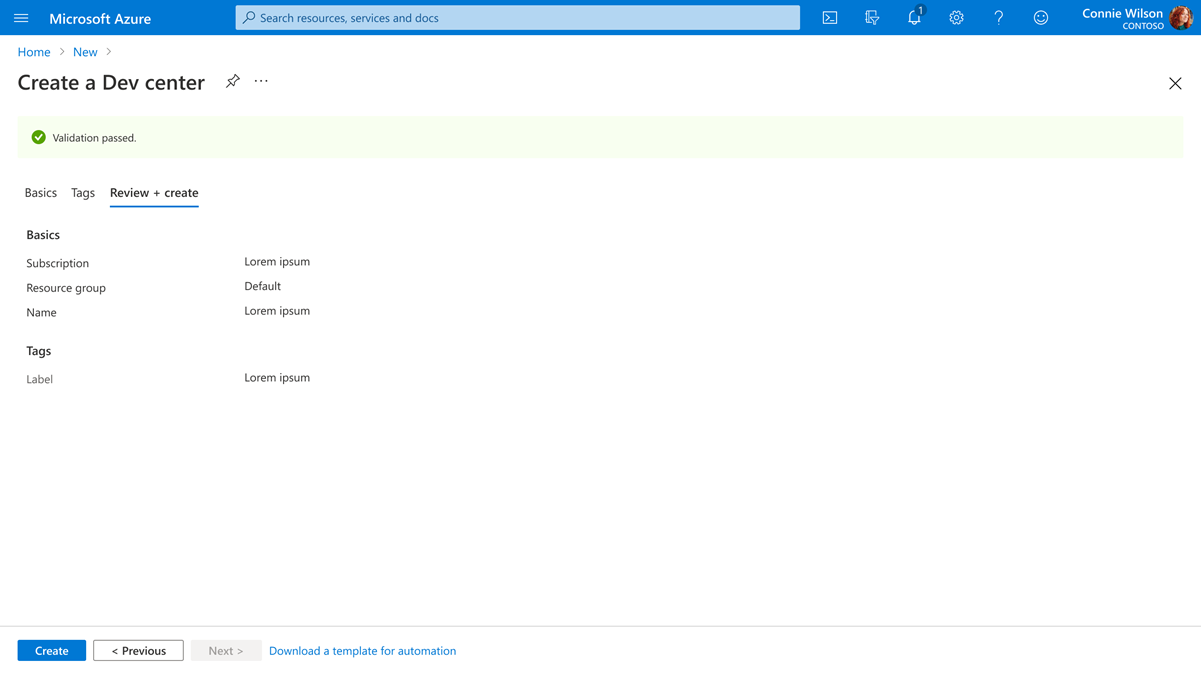 Microsoft Azure
Search resources, services and docs
1
Connie Wilson
CONTOSO
Home > New >
Create a Dev center
Validation passed.
Basics Tags Review + create
Basics
Subscription Lorem ipsum
Resource group Default
Name Lorem ipsum
Tags
Label Lorem ipsum
Create < Previous Next > Download a template for automation